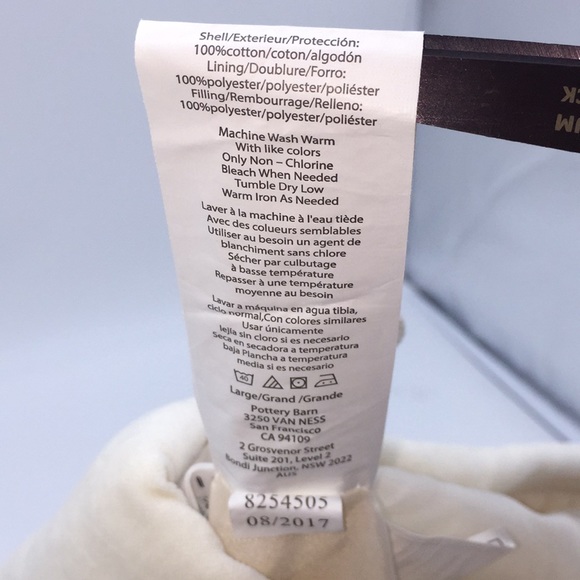 Shell/Exterieur/Protección:
100%cotton/coton/algodón
Lining/Doublure/Forro:
100%polyester/polyester/poliéster
Filling/Rembourrage/Relleno:
100%polyester/polyester/poliéster
Machine Wash Warm
With like colors
Only Non – Chlorine
Bleach When Needed
Tumble Dry Low
Warm Iron As Needed
Laver à la machine à l'eau tiède
Avec des colueurs semblables
Utiliser au besoin un agent de
blanchiment sans chlore
Sécher par culbutage
à basse température
Repasser à une température
moyenne au besoin
Lavar a máquina en agua tibia,
ciclo normal,Con colores similares
Usar únicamente
lejía sin cloro si es necesario
Seca en secadora a temperatura
baja Plancha a temperatura
media si es necesario
40
Large/Grand /Grande
Pottery Barn
3250 VAN NESS
San Francisco
CA 94109
2 Grosvenor Street
Suite 201, Level 2
Bondi Junction, NSW 2022
AUS
8254505
08/2017